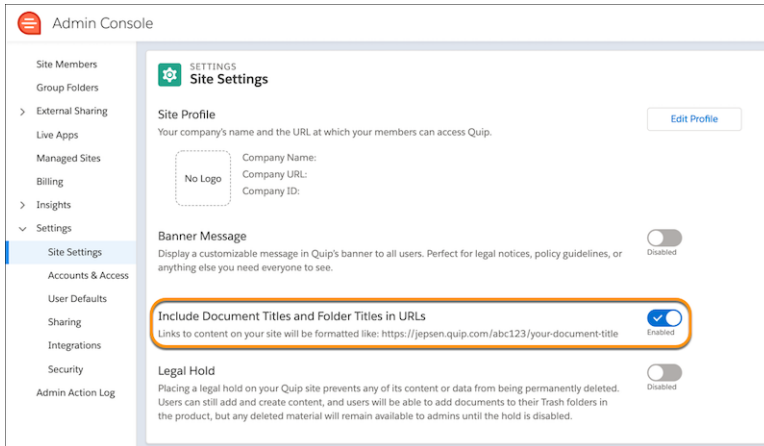 Admin Console
Site Members
Group Folders
External Sharing
Live Apps
Managed Sites
Billing
Insights
Settings
Site Settings
Accounts & Access
User Defaults
Sharing
Integrations
Security
Admin Action Log
SETTINGS
Site Settings
Site Profile
Your company's name and the URL at which your members can access Quip.
Edit Profile
No Logo
Company Name:
Company URL:
Company ID:
Banner Message
Display a customizable message in Quip's banner to all users. Perfect for legal notices, policy guidelines, or
anything else you need everyone to see.
Disabled
Include Document Titles and Folder Titles in URLs
Links to content on your site will be formatted like: https://jepsen.quip.com/abc123/your-document-title
Enabled
Legal Hold
Placing a legal hold on your Quip site prevents any of its content or data from being permanently deleted.
Users can still add and create content, and users will be able to add documents to their Trash folders in
the product, but any deleted material will remain available to admins until the hold is disabled.
Disabled